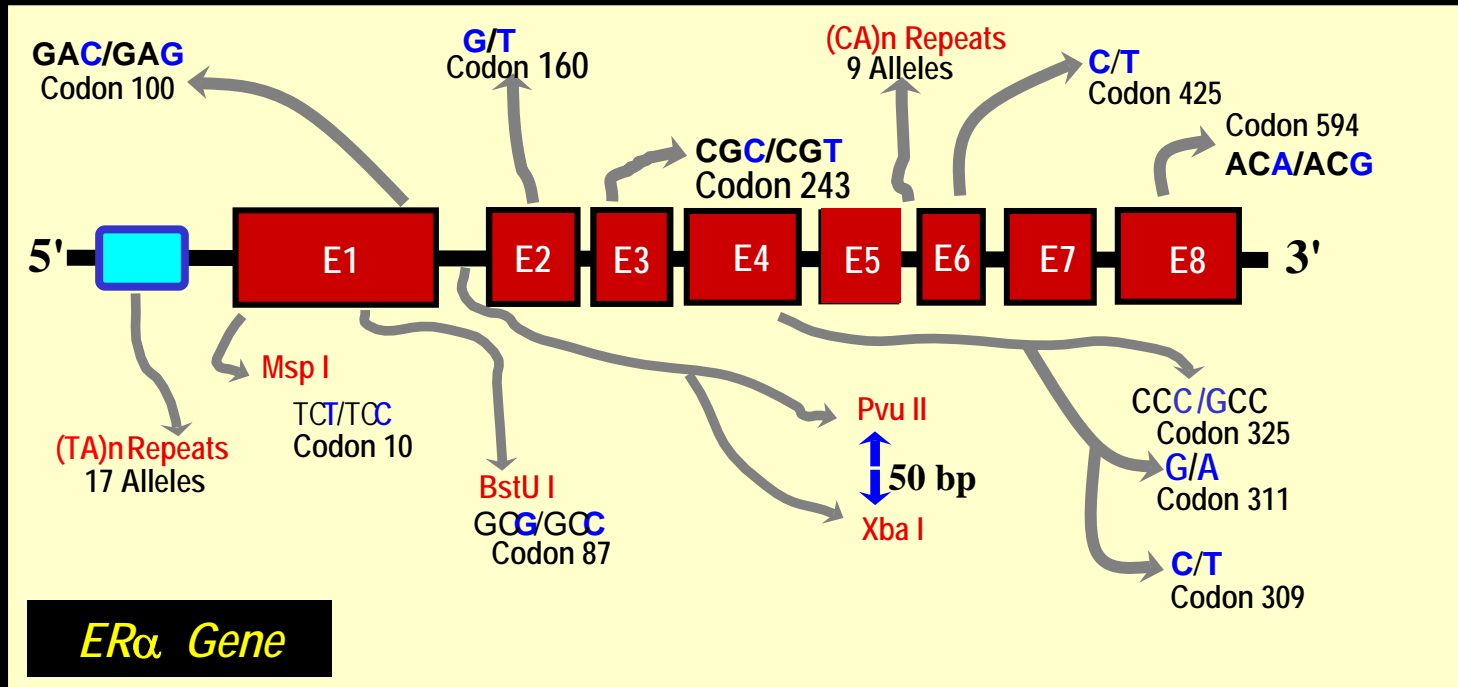 GAC/GAG
Codon 100
G/T
Codon 160
(CA)n Repeats
9 Alleles
C/T
Codon 425
Codon 594
ACA/ACG
CGC/CGT
Codon 243
5'
E1
E2
E3
E4
E5
E6
E7
E8
3'
Msp I
TCT/TCC
Codon 10
(TA)n Repeats
17 Alleles
BstU I
GCG/GCC
Codon 87
Pvu II
50 bp
Xba I
CCC/GCC
Codon 325
G/A
Codon 311
C/T
Codon 309
ERα Gene